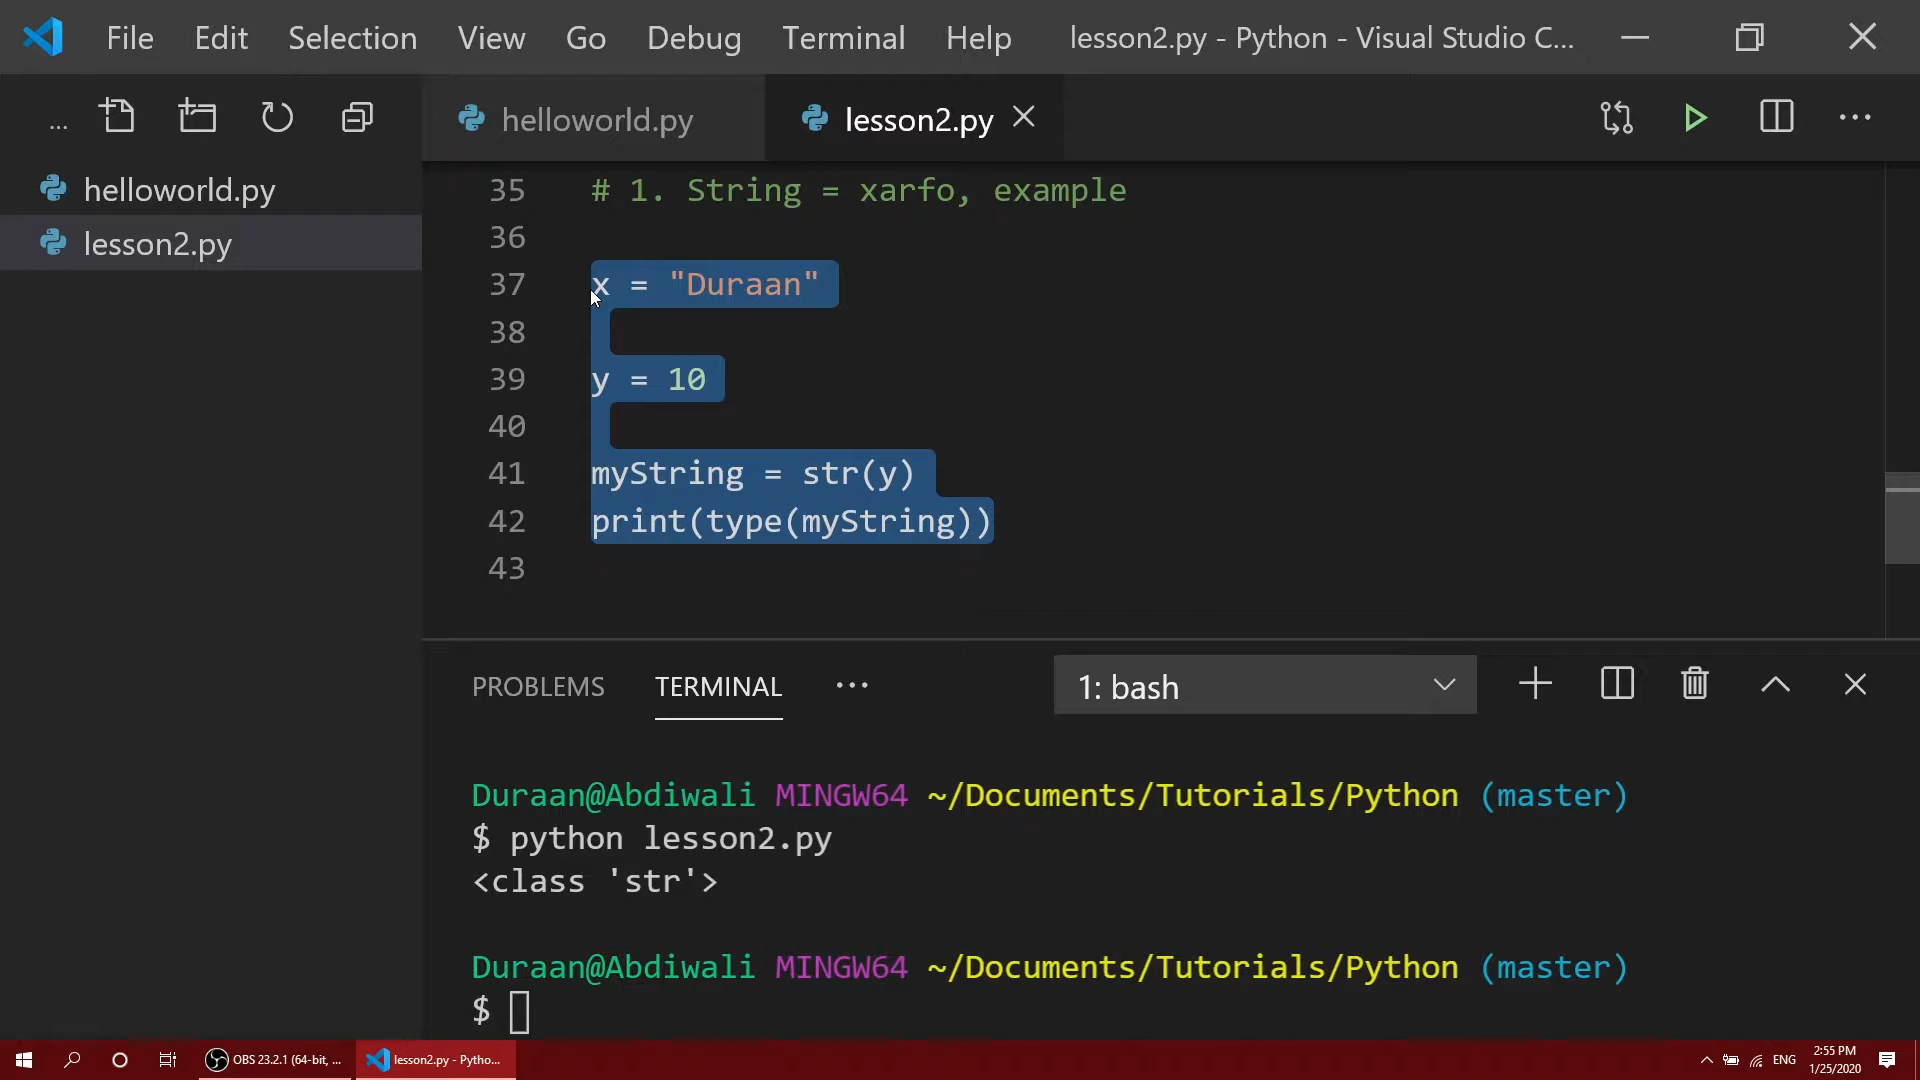 File Edit Selection View Go Debug Terminal Help lesson2.py - Python - Visual Studio C...
...
helloworld.py
lesson2.py
helloworld.py lesson2.py
35 # 1. String = xarfo, example
36
37 x = "Duraan"
38
39 y = 10
40
41 myString = str(y)
42 print(type(myString))
43
PROBLEMS TERMINAL ... 1: bash
Duraan@Abdiwali MINGW64 ~/Documents/Tutorials/Python (master)
$ python lesson2.py
<class 'str'>
Duraan@Abdiwali MINGW64 ~/Documents/Tutorials/Python (master)
$
OBS 23.2.1 (64-bit, ... lesson2.py - Pytho... ENG 2:55 PM
1/25/2020